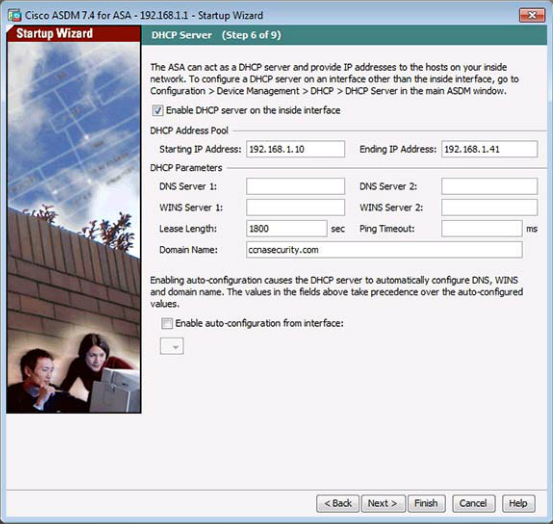 Cisco ASDM 7.4 for ASA - 192.168.1.1 - Startup Wizard
Startup Wizard
DHCP Server (Step 6 of 9)
The ASA can act as a DHCP server and provide IP addresses to the hosts on your inside
network. To configure a DHCP server on an interface other than the inside interface, go to
Configuration > Device Management > DHCP > DHCP Server in the main ASDM window.
Enable DHCP server on the inside interface
DHCP Address Pool
Starting IP Address: 192.168.1.10 Ending IP Address: 192.168.1.41
DHCP Parameters
DNS Server 1: DNS Server 2:
WINS Server 1: WINS Server 2:
Lease Length: 1800 sec Ping Timeout: ms
Domain Name: ccnasecurity.com
Enabling auto-configuration causes the DHCP server to automatically configure DNS, WINS
and domain name. The values in the fields above take precedence over the auto-configured
values.
Enable auto-configuration from interface:
< Back Next > Finish Cancel Help